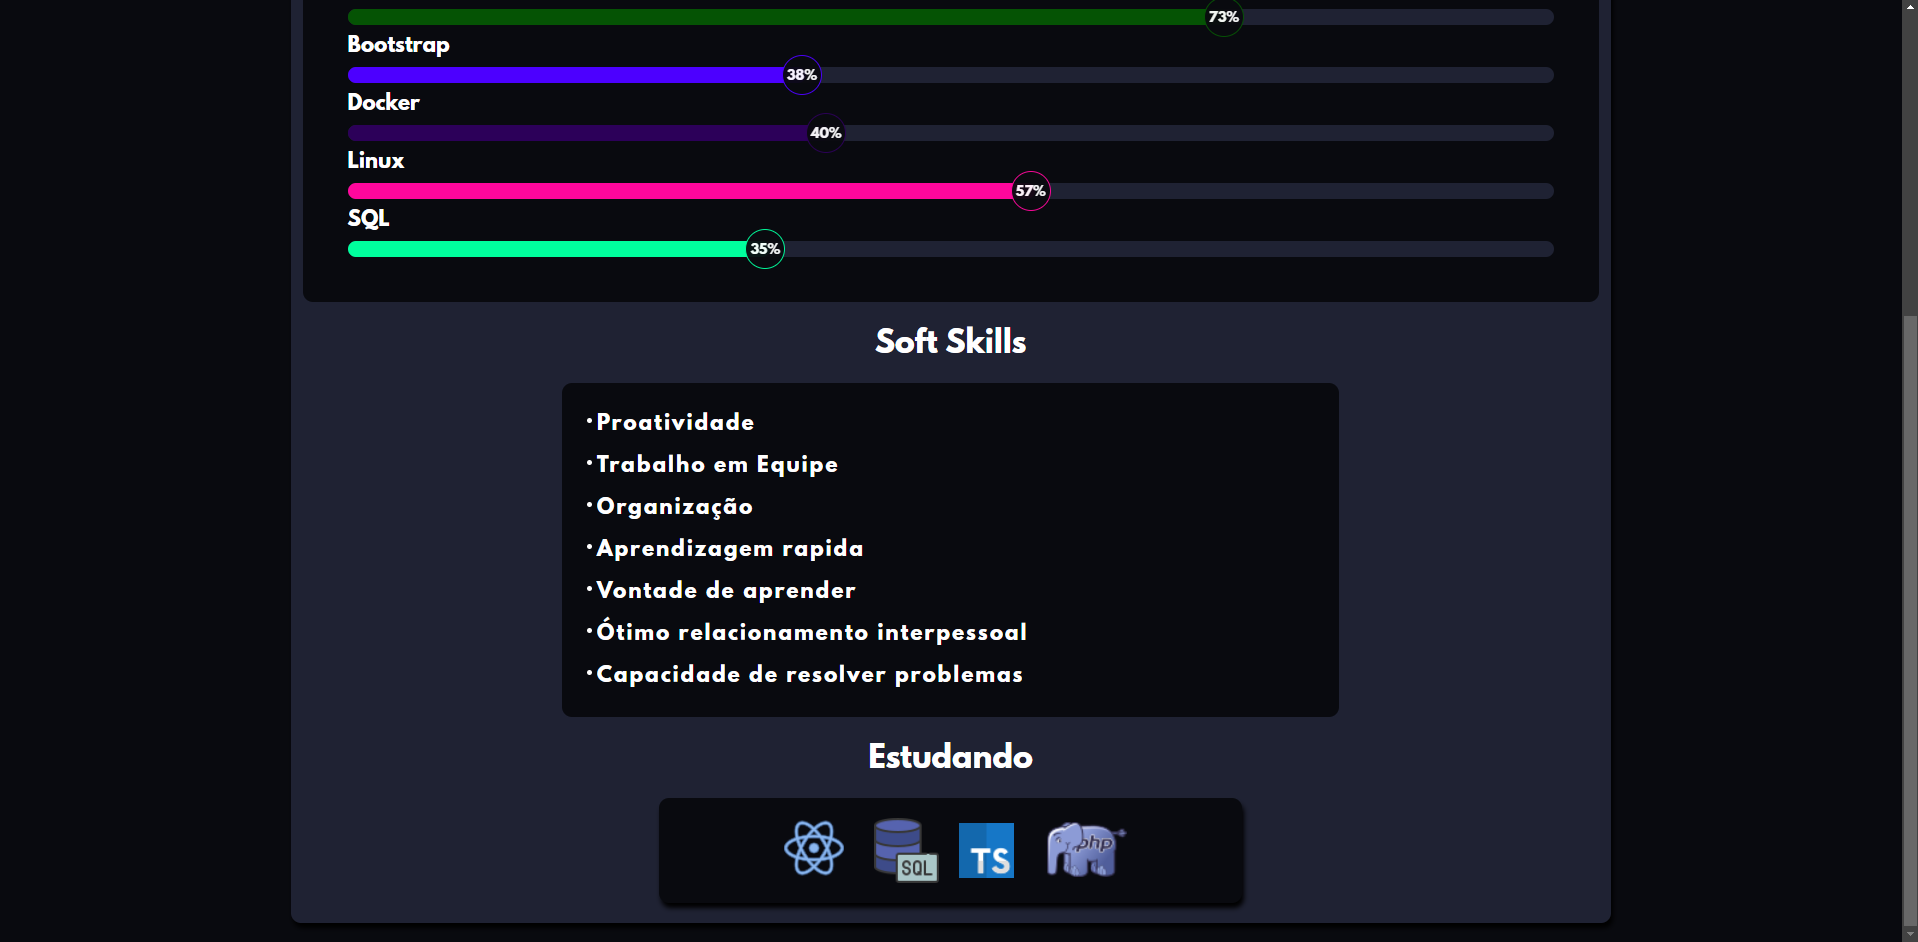 73%
Bootstrap
38%
Docker
40%
Linux
57%
SQL
35%
Soft Skills
•Proatividade
•Trabalho em Equipe
•Organização
•Aprendizagem rapida
•Vontade de aprender
•Ótimo relacionamento interpessoal
•Capacidade de resolver problemas
Estudando
SQL
TS
php